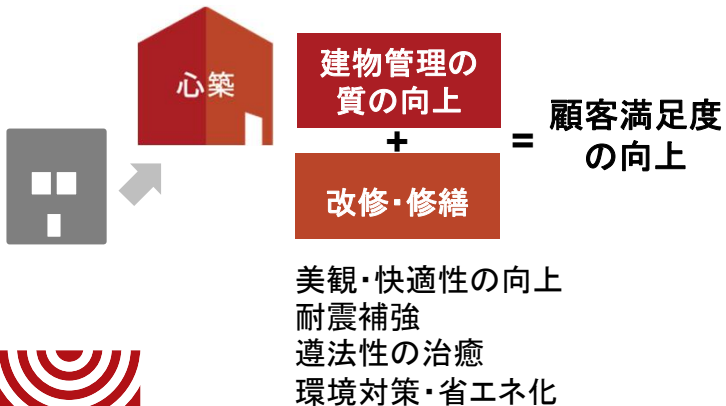 心築
建物管理の
質の向上
+
改修・修繕
=
顧客満足度
の向上
美観・快適性の向上
耐震補強
遵法性の治癒
環境対策・省エネ化